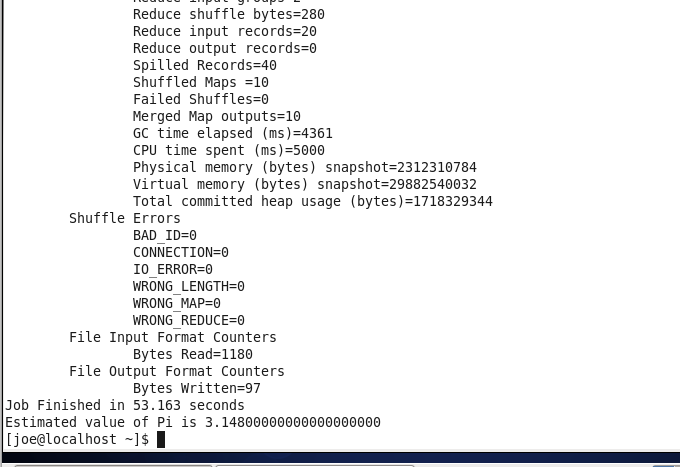 Reduce input groups=2
Reduce shuffle bytes=280
Reduce input records=20
Reduce output records=0
Spilled Records=40
Shuffled Maps =10
Failed Shuffles=0
Merged Map outputs=10
GC time elapsed (ms)=4361
CPU time spent (ms)=5000
Physical memory (bytes) snapshot=2312310784
Virtual memory (bytes) snapshot=29882540032
Total committed heap usage (bytes)=1718329344
Shuffle Errors
BAD_ID=0
CONNECTION=0
IO_ERROR=0
WRONG_LENGTH=0
WRONG_MAP=0
WRONG_REDUCE=0
File Input Format Counters
Bytes Read=1180
File Output Format Counters
Bytes Written=97
Job Finished in 53.163 seconds
Estimated value of Pi is 3.14800000000000000000
[joe@localhost ~]$